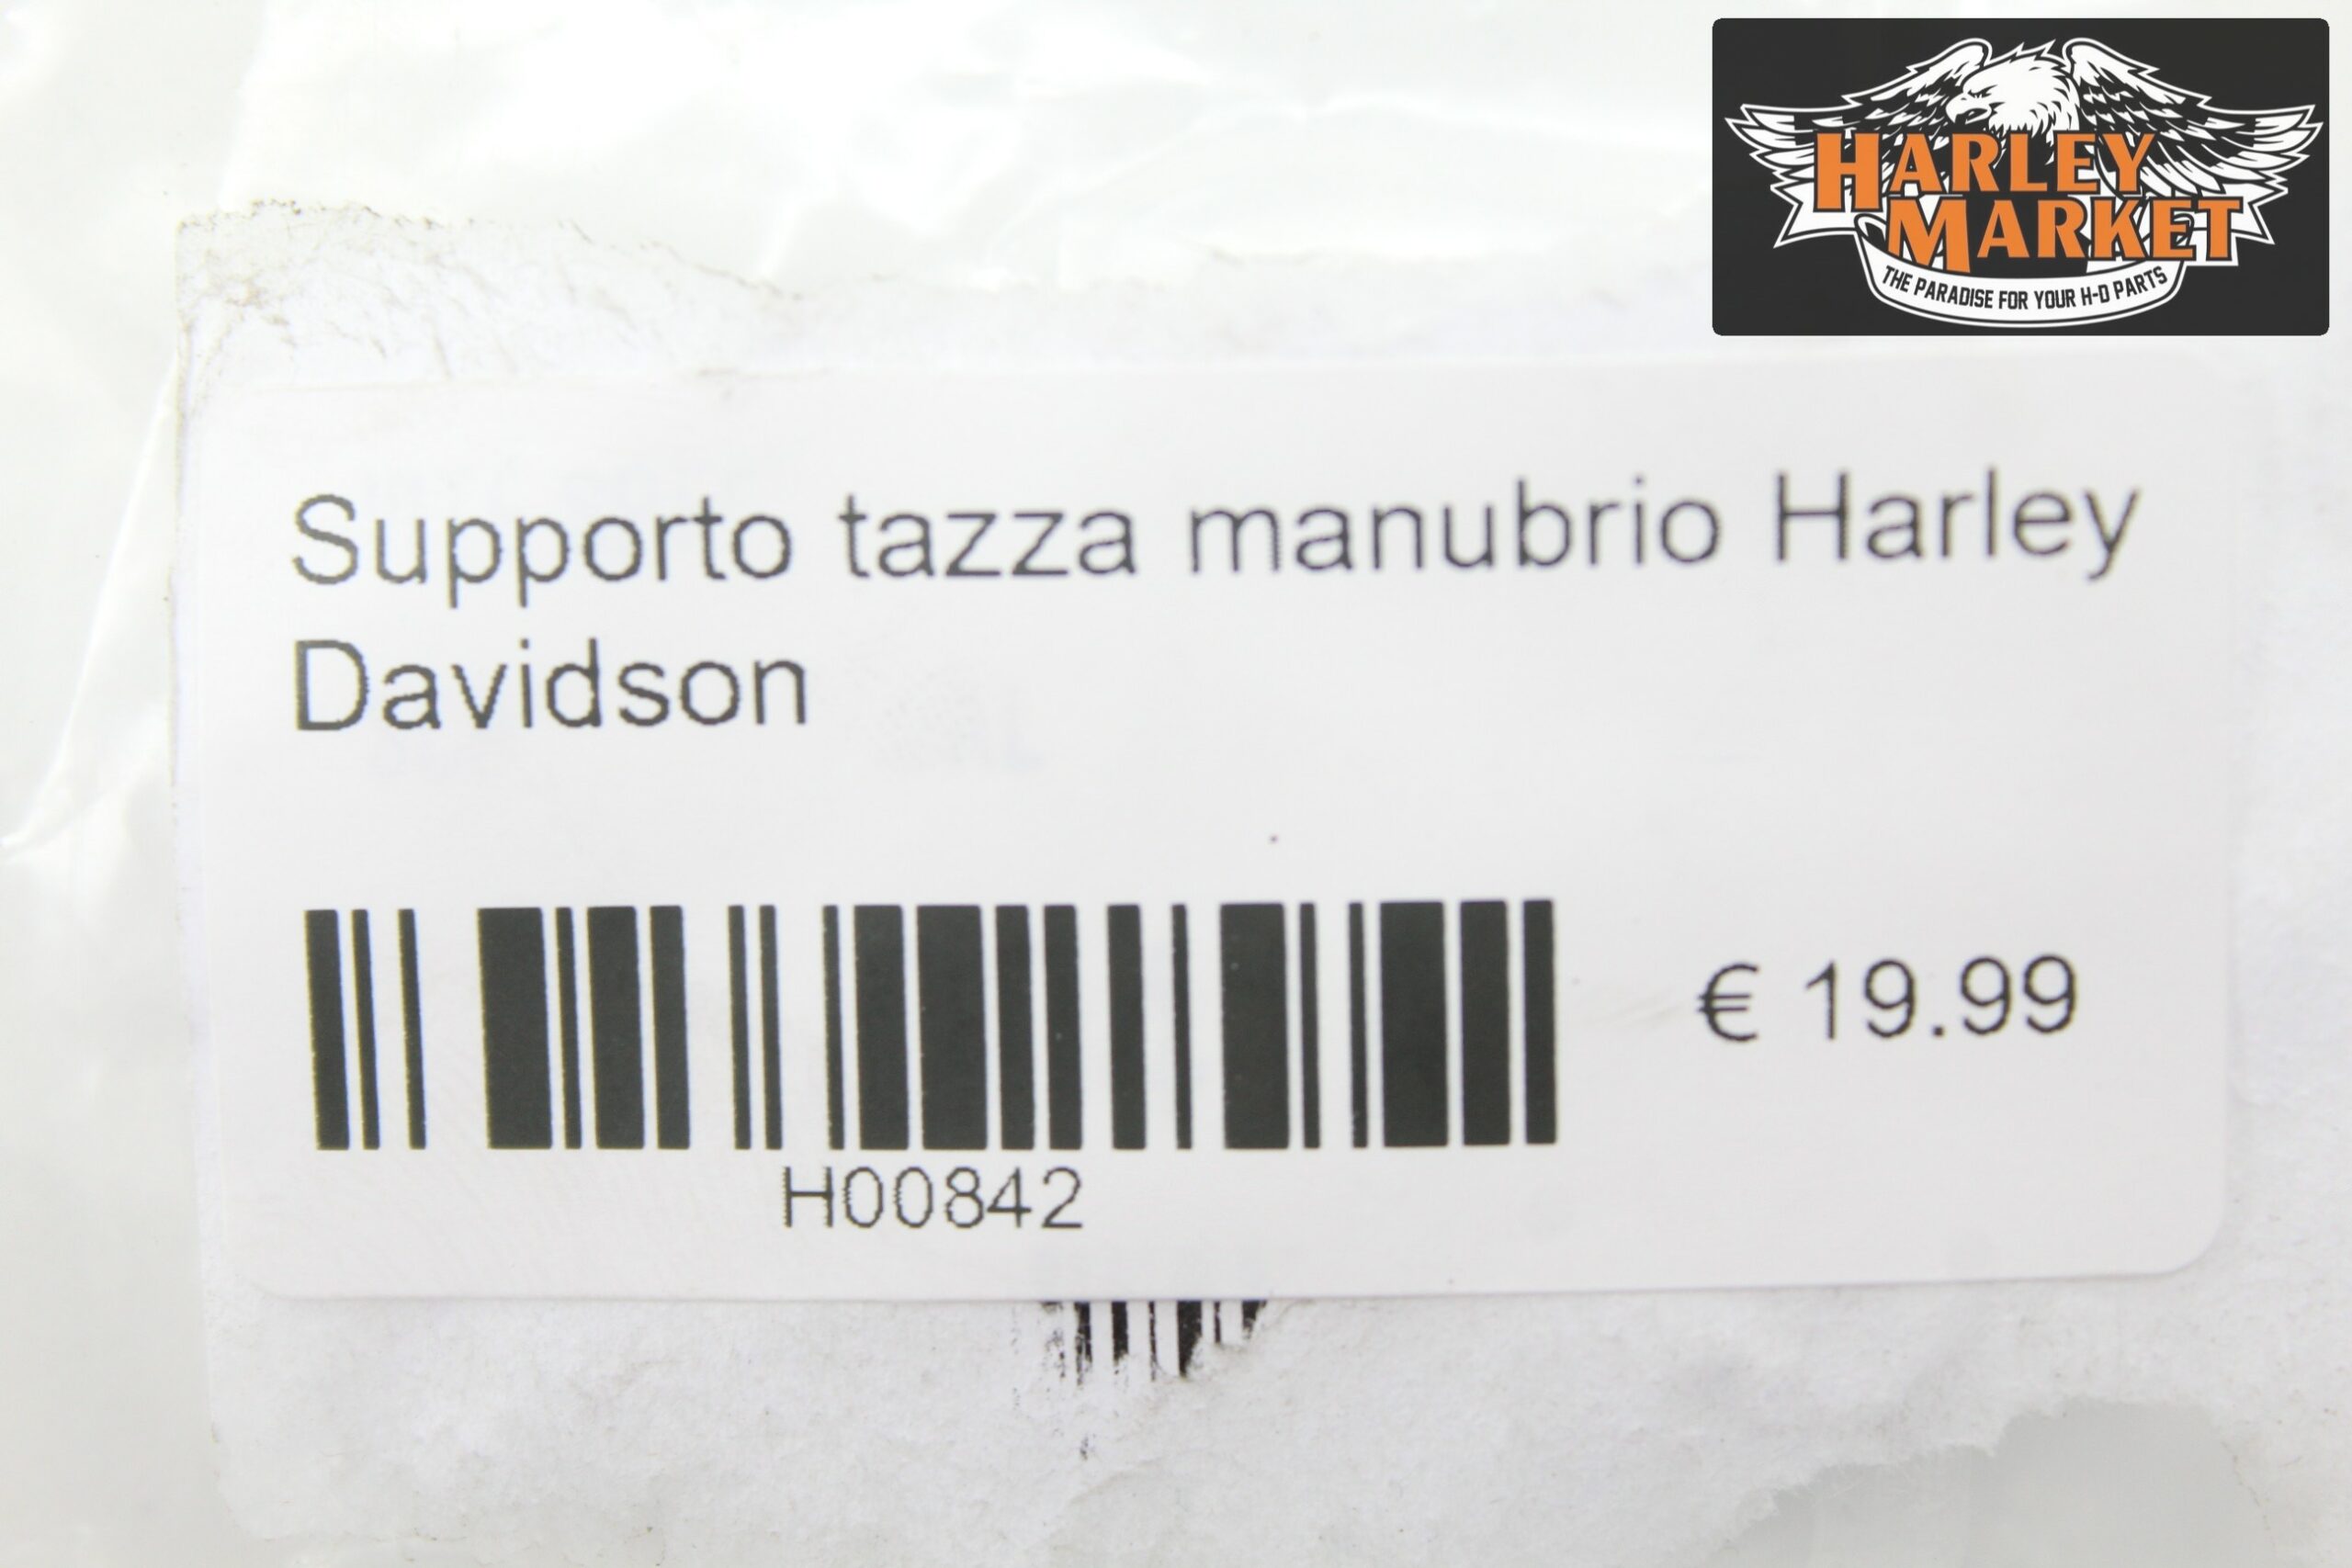 HARLEY
MARKET
THE PARADISE FOR YOUR H-D PARTS
Supporto tazza manubrio Harley
Davidson
€ 19.99
H00842